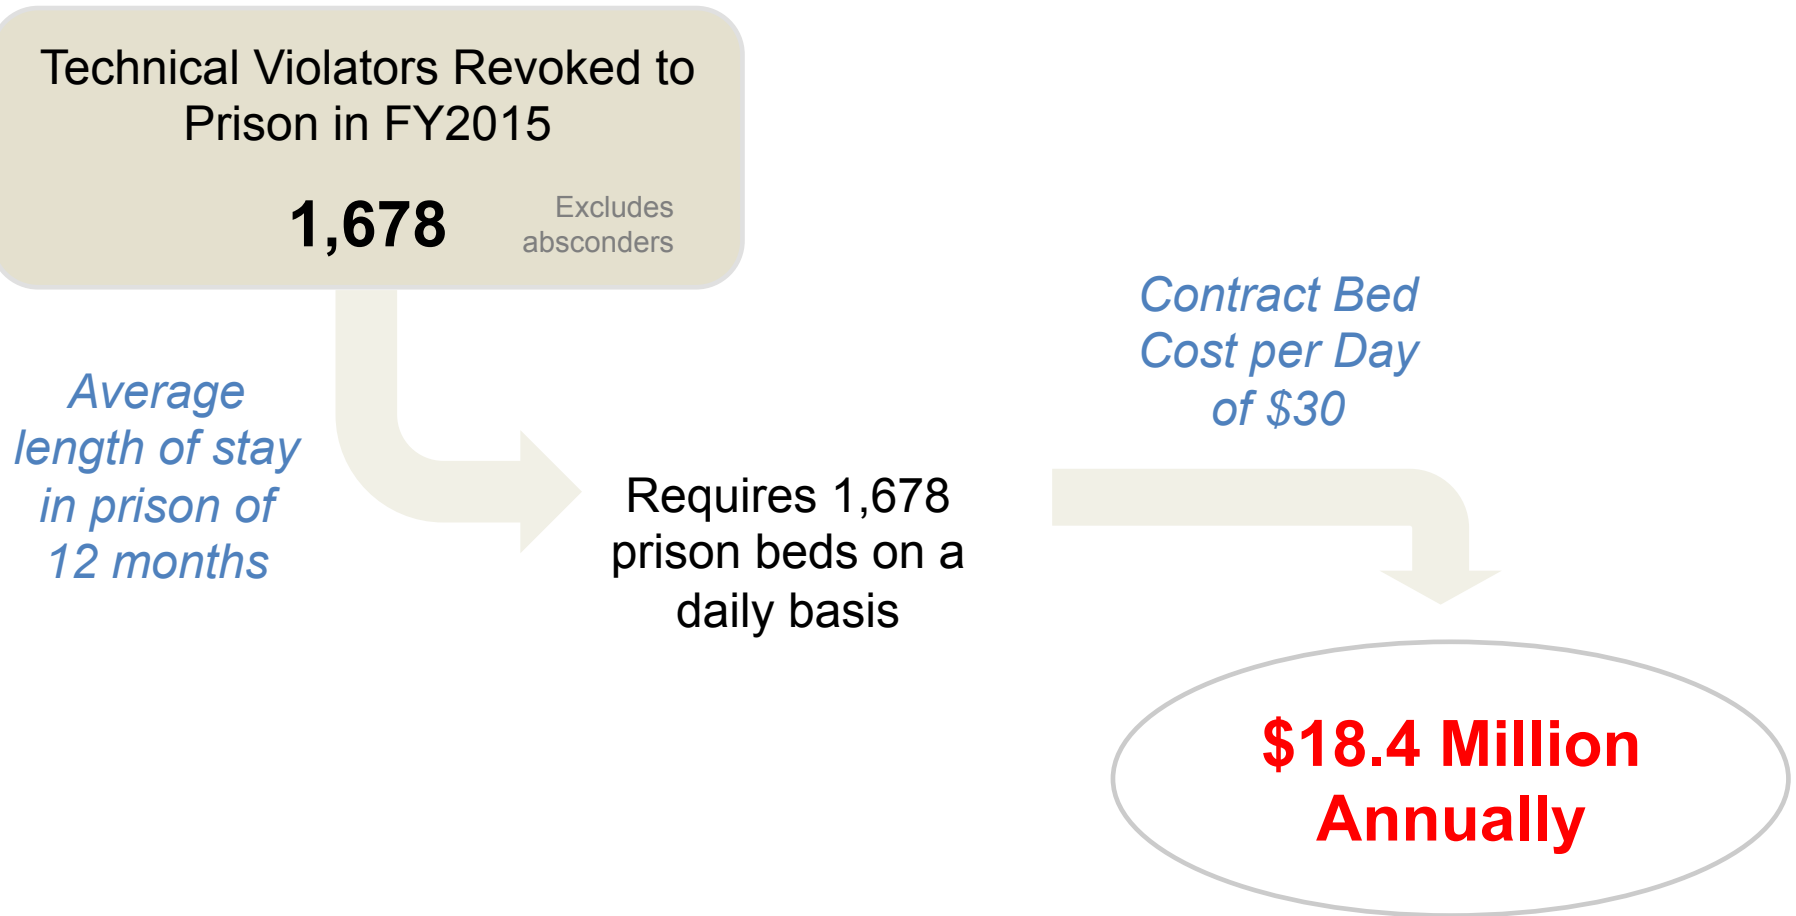 Technical Violators Revoked to
Prison in FY2015
1,678
Excludes
absconders
Average
length of stay
in prison of
12 months
Requires 1,678
prison beds on a
daily basis
Contract Bed
Cost per Day
of $30
$18.4 Million
Annually